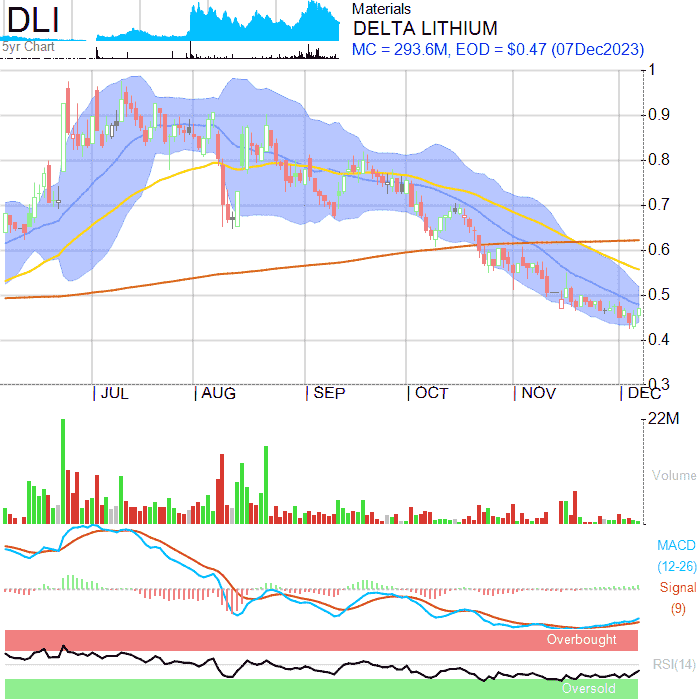 DLI
5yr Chart
Materials
DELTA LITHIUM
MC = 293.6M, EOD = $0.47 (07Dec2023)
1
0.9
0.8
0.7
0.6
0.5
0.4
0.3
JUL AUG SEP OCT NOV DEC
22M
Volume
MACD
(12-26)
Signal
(9)
Overbought
RSI(14)
Oversold